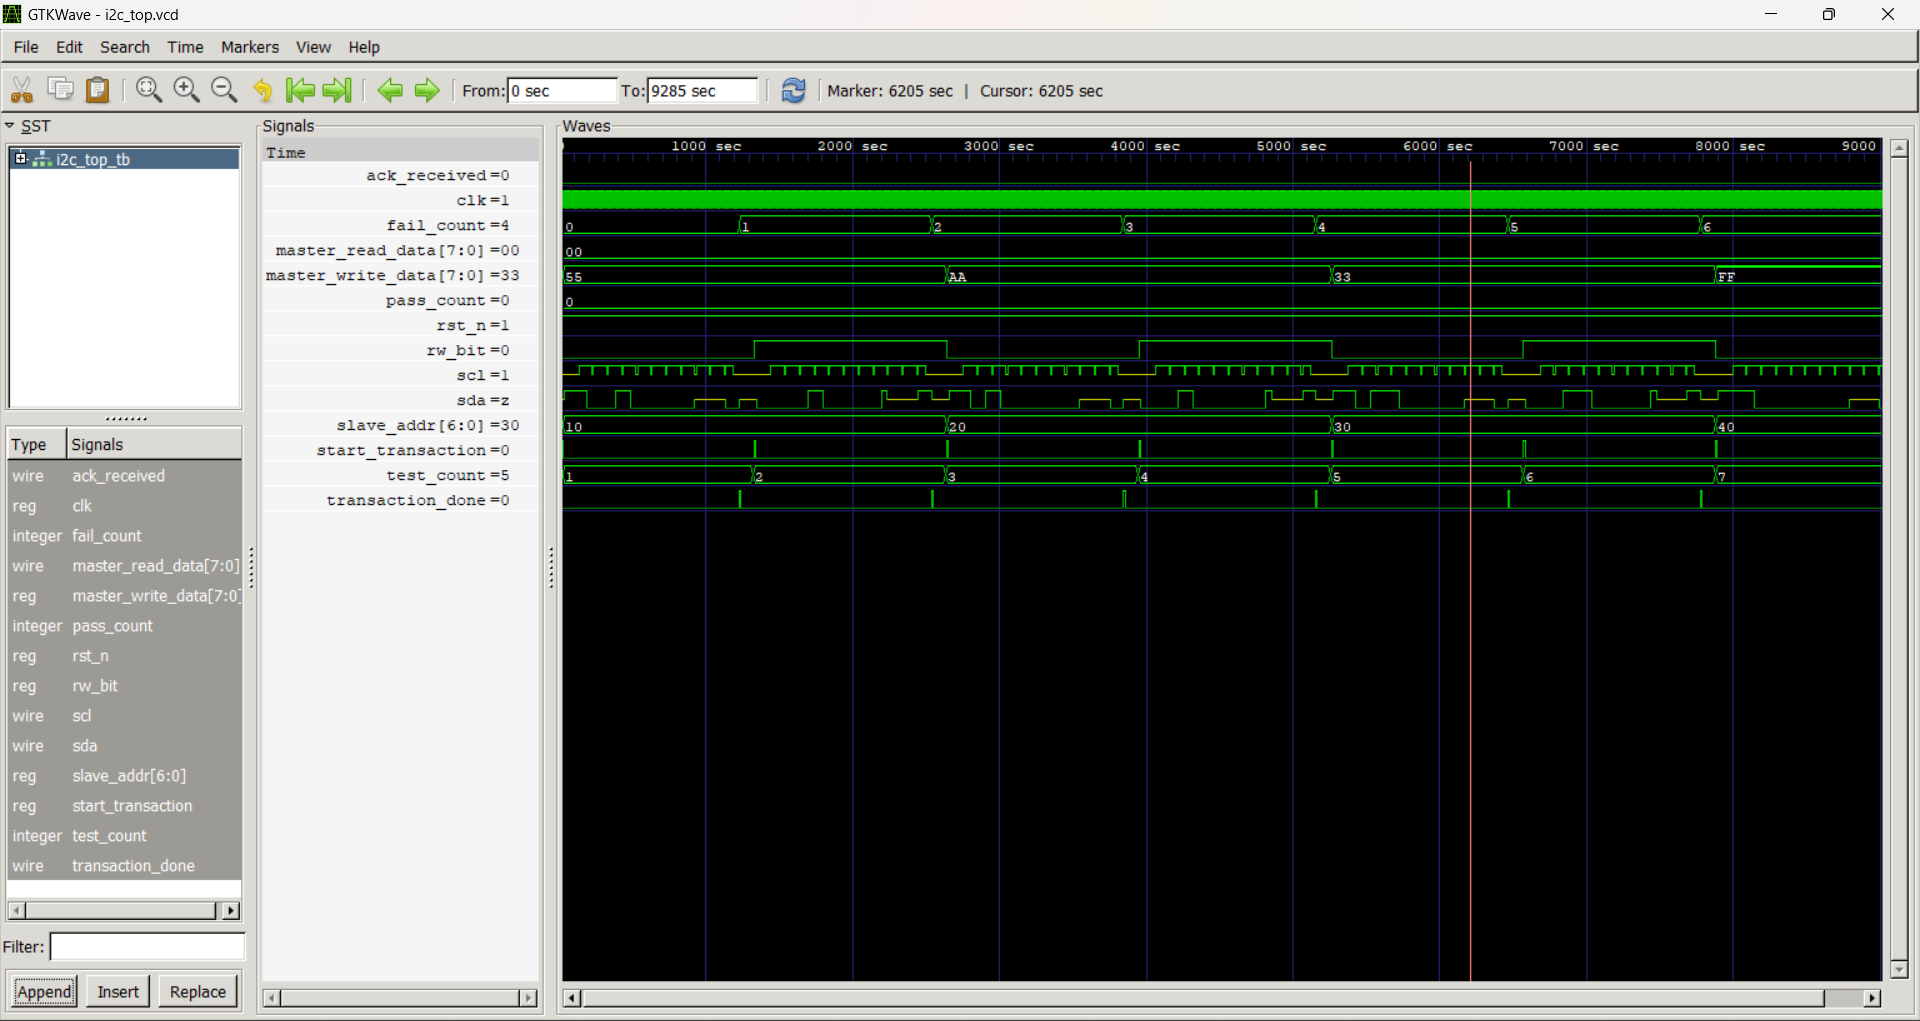 GTKWave - i2c_top.vcd
File Edit Search Time Markers View Help
From: 0 sec To: 9285 sec Marker: 6205 sec | Cursor: 6205 sec
SST
i2c_top_tb
Type Signals
wire ack_received
reg clk
integer fail_count
wire master_read_data[7:0]
reg master_write_data[7:0]
integer pass_count
reg rst_n
reg rw_bit
wire scl
wire sda
reg slave_addr[6:0]
reg start_transaction
integer test_count
wire transaction_done
Filter:
Append Insert Replace
Signals
Time
ack_received=0
clk=1
fail_count=4
master_read_data[7:0]=00
master_write_data[7:0]=33
pass_count=0
rst_n=1
rw_bit=0
scl=1
sda=z
slave_addr[6:0]=30
start_transaction=0
test_count=5
transaction_done=0
Waves
1000 sec 2000 sec 3000 sec 4000 sec 5000 sec 6000 sec 7000 sec 8000 sec 9000
0 1 2 3 4 5 6
00
55 AA 33 FF
0
10 20 30 40
1 2 3 4 5 6 7